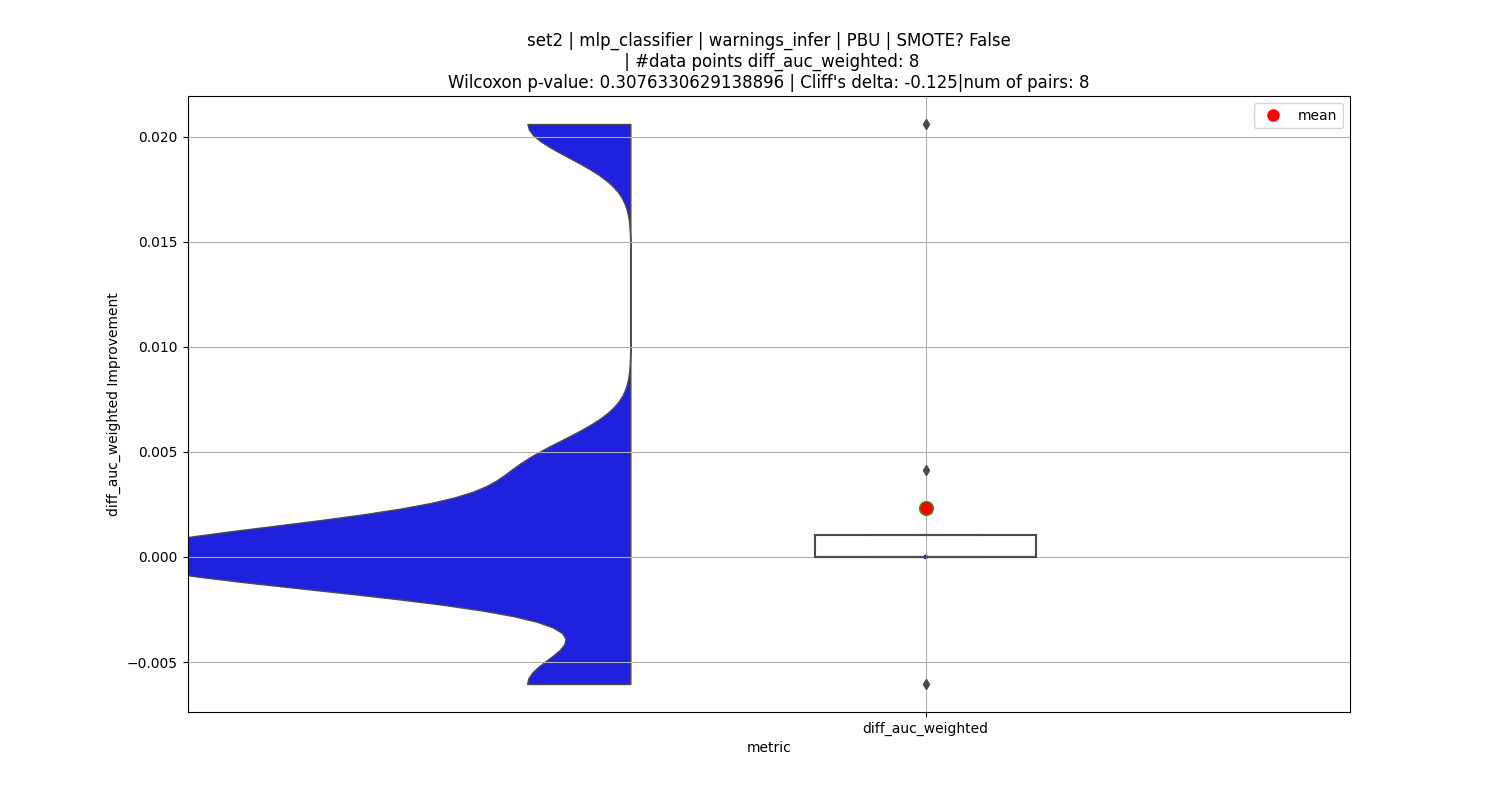 set2 | mlp_classifier | warnings_infer | PBU | SMOTE? False
| #data points diff_auc_weighted: 8
Wilcoxon p-value: 0.3076330629138896 | Cliff's delta: -0.125|num of pairs: 8
mean
0.020
0.015
0.010
0.005
0.000
−0.005
diff_auc_weighted Improvement
diff_auc_weighted
metric